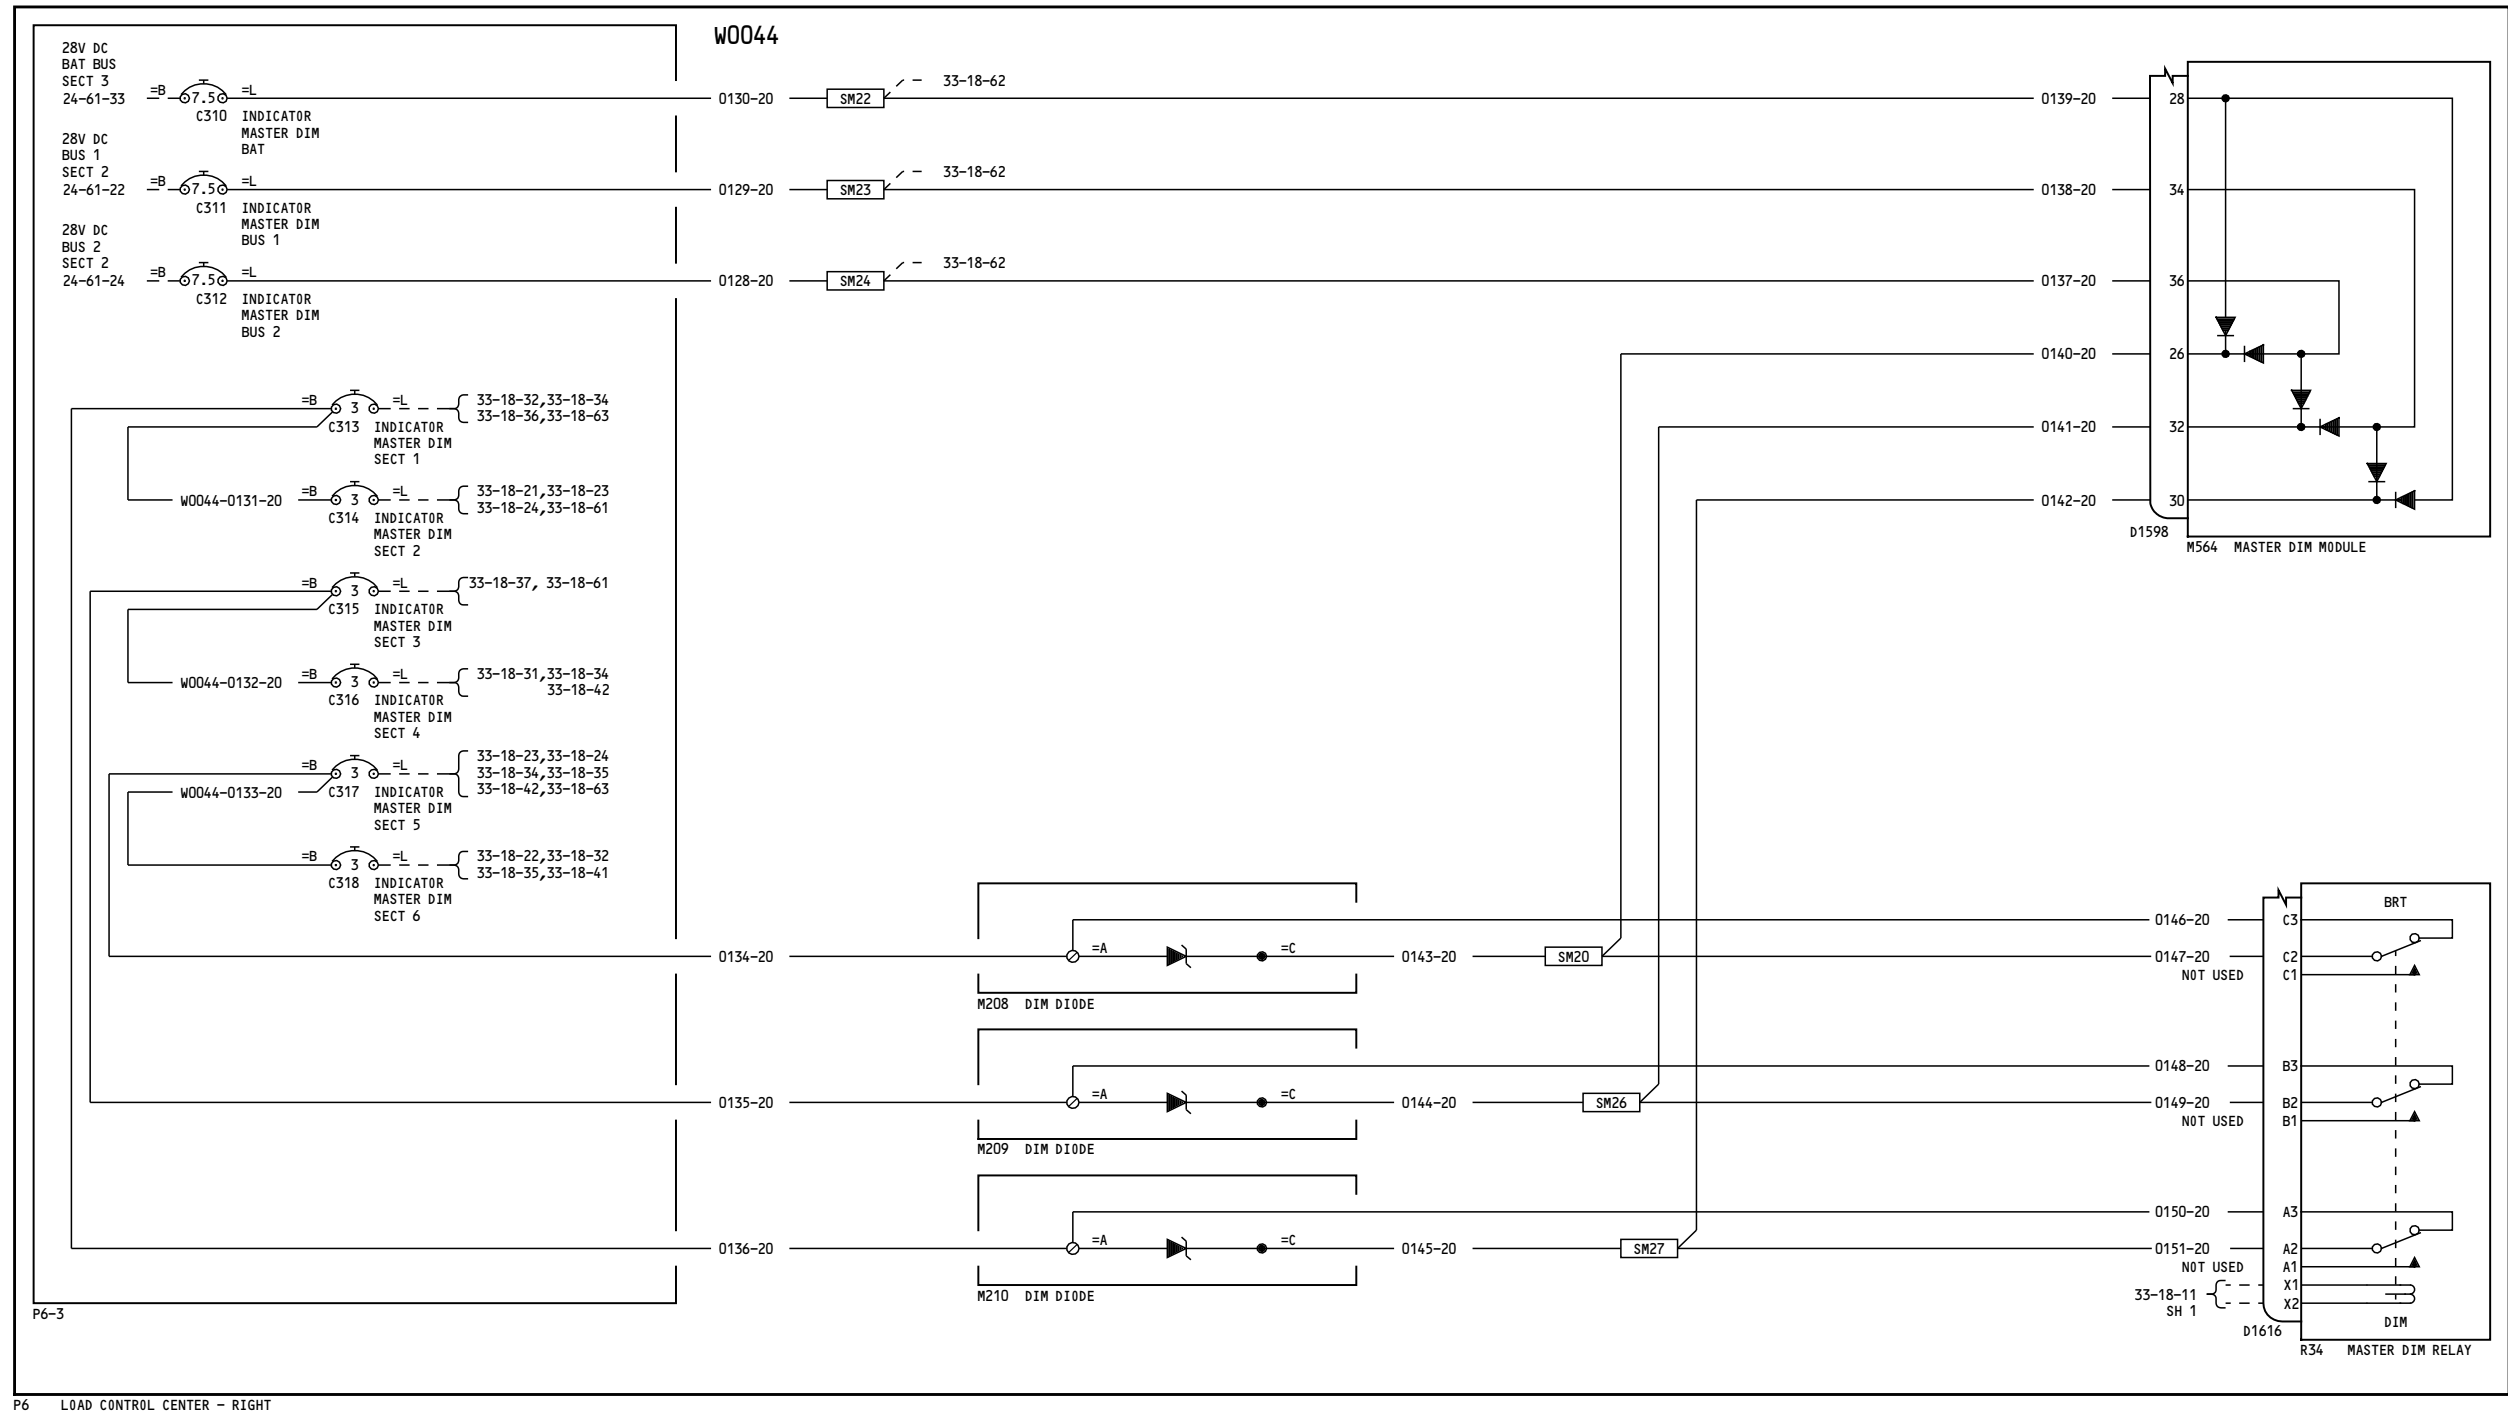 W0044
28V DC
BAT BUS
SECT 3
24-61-33
=B
7.5
=L
C310 INDICATOR
MASTER DIM
BAT
0130-20
SM22
33-18-62
0139-20
28
28V DC
BUS 1
SECT 2
24-61-22
=B
7.5
=L
C311 INDICATOR
MASTER DIM
BUS 1
0129-20
SM23
33-18-62
0138-20
34
28V DC
BUS 2
SECT 2
24-61-24
=B
7.5
=L
C312 INDICATOR
MASTER DIM
BUS 2
0128-20
SM24
33-18-62
0137-20
36
0140-20
26
0141-20
32
0142-20
30
D1598
M564 MASTER DIM MODULE
=B
3
=L
33-18-32,33-18-34
33-18-36,33-18-63
C313 INDICATOR
MASTER DIM
SECT 1
W0044-0131-20
=B
3
=L
33-18-21,33-18-23
33-18-24,33-18-61
C314 INDICATOR
MASTER DIM
SECT 2
=B
3
=L
33-18-37, 33-18-61
C315 INDICATOR
MASTER DIM
SECT 3
W0044-0132-20
=B
3
=L
33-18-31,33-18-34
33-18-42
C316 INDICATOR
MASTER DIM
SECT 4
=B
3
=L
33-18-23,33-18-24
33-18-34,33-18-35
33-18-42,33-18-63
W0044-0133-20
C317 INDICATOR
MASTER DIM
SECT 5
=B
3
=L
33-18-22,33-18-32
33-18-35,33-18-41
C318 INDICATOR
MASTER DIM
SECT 6
0134-20
=A
=C
0143-20
SM20
M208 DIM DIODE
0135-20
=A
=C
0144-20
SM26
M209 DIM DIODE
0136-20
=A
=C
0145-20
SM27
M210 DIM DIODE
BRT
0146-20
C3
0147-20
C2
NOT USED
C1
0148-20
B3
0149-20
B2
NOT USED
B1
0150-20
A3
0151-20
A2
NOT USED
A1
33-18-11
SH 1
X1
X2
DIM
D1616
R34 MASTER DIM RELAY
P6-3
P6 LOAD CONTROL CENTER - RIGHT